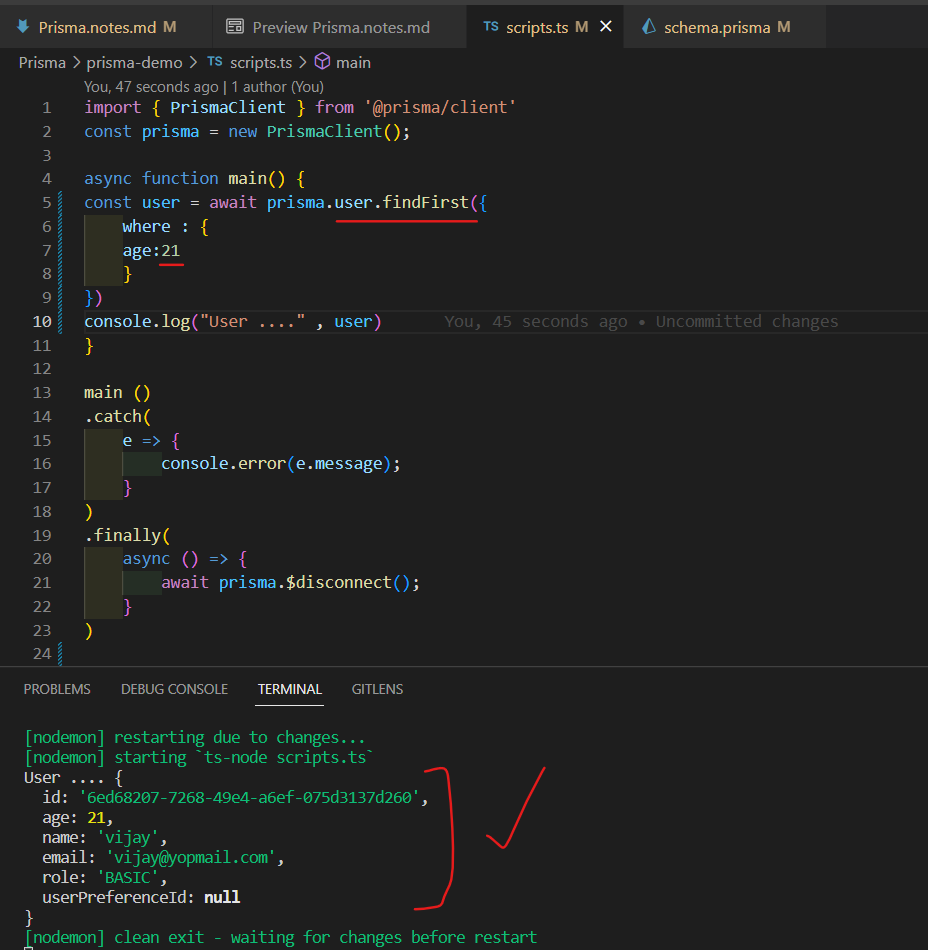 Prisma.notes.md M Preview Prisma.notes.md TS scripts.ts M schema.prisma M
Prisma > prisma-demo > TS scripts.ts > main
You, 47 seconds ago | 1 author (You)
1 import { PrismaClient } from '@prisma/client'
2 const prisma = new PrismaClient();
3
4 async function main() {
5 const user = await prisma.user.findFirst({
6 where : {
7 age:21
8 }
9 })
10 console.log("User ...." , user) You, 45 seconds ago • Uncommitted changes
11 }
12
13 main ()
14 .catch(
15 e => {
16 console.error(e.message);
17 }
18 )
19 .finally(
20 async () => {
21 await prisma.$disconnect();
22 }
23 )
24
PROBLEMS DEBUG CONSOLE TERMINAL GITLENS
[nodemon] restarting due to changes...
[nodemon] starting `ts-node scripts.ts`
User .... {
id: '6ed68207-7268-49e4-a6ef-075d3137d260',
age: 21,
name: 'vijay',
email: 'vijay@yopmail.com',
role: 'BASIC',
userPreferenceId: null
}
[nodemon] clean exit - waiting for changes before restart